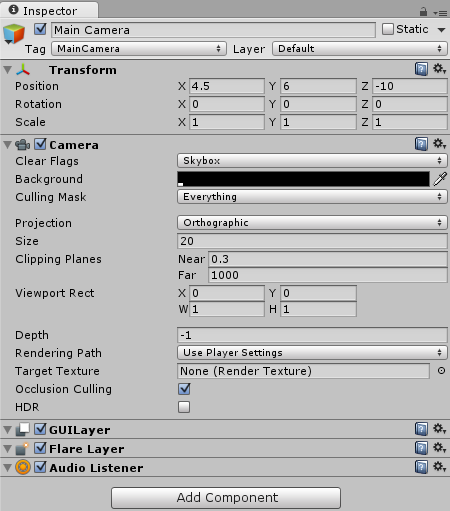 Inspector
Main Camera Static
Tag MainCamera Layer Default
Transform
Position X 4.5 Y 6 Z -10
Rotation X 0 Y 0 Z 0
Scale X 1 Y 1 Z 1
Camera
Clear Flags Skybox
Background
Culling Mask Everything
Projection Orthographic
Size 20
Clipping Planes Near 0.3
Far 1000
Viewport Rect X 0 Y 0
W 1 H 1
Depth -1
Rendering Path Use Player Settings
Target Texture None (Render Texture)
Occlusion Culling
HDR
GUILayer
Flare Layer
Audio Listener
Add Component